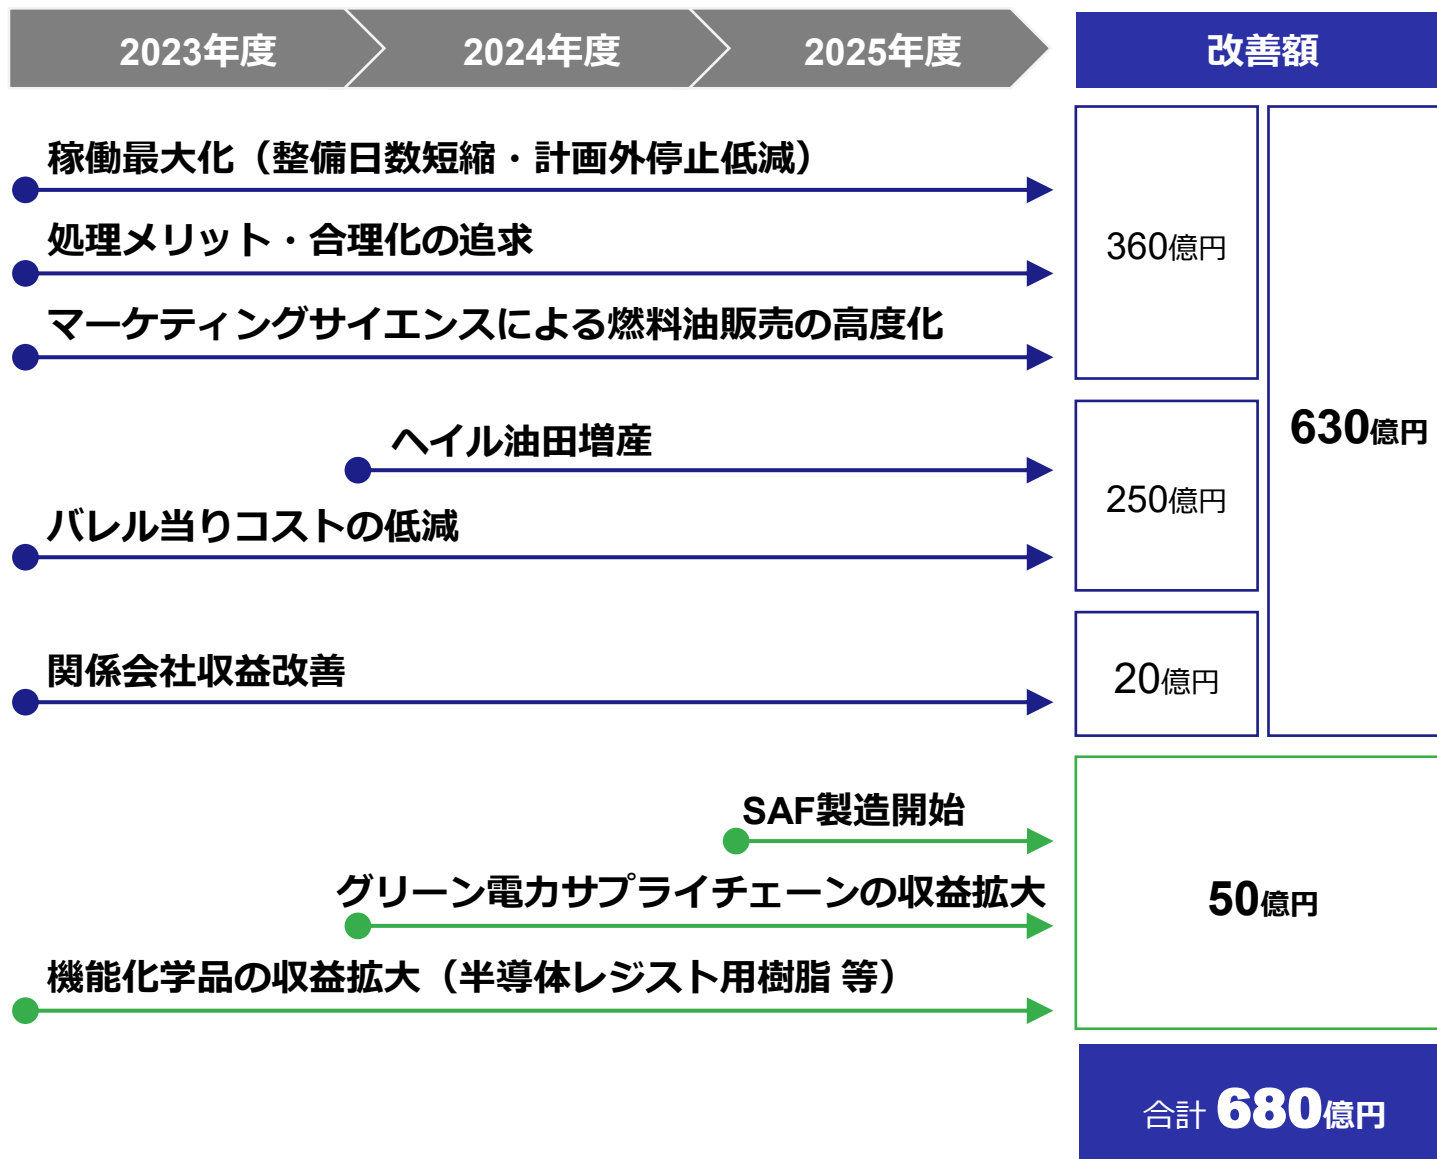 2023年度
2024年度
2025年度
改善額
稼働最大化（整備日数短縮・計画外停止低減）
処理メリット・合理化の追求
マーケティングサイエンスによる燃料油販売の高度化
360億円
ヘイル油田増産
バレル当りコストの低減
250億円
630億円
関係会社収益改善
20億円
SAF製造開始
グリーン電力サプライチェーンの収益拡大
機能化学品の収益拡大（半導体レジスト用樹脂 等）
50億円
合計 680億円